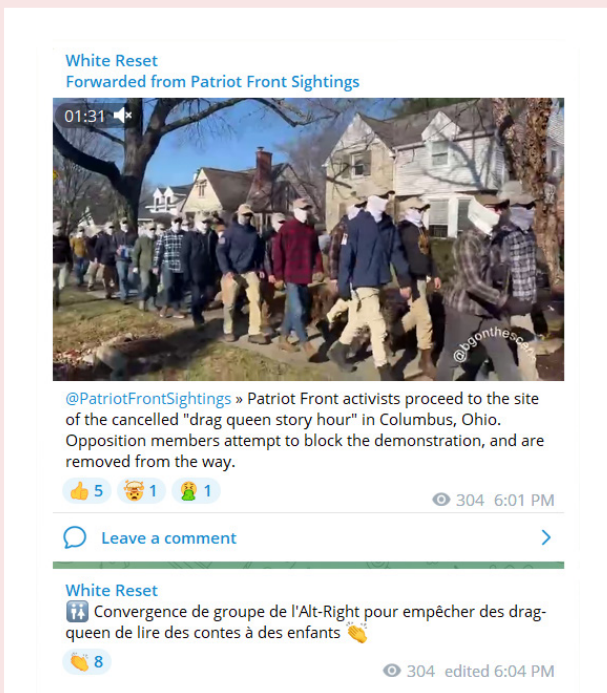 White Reset
Forwarded from Patriot Front Sightings
01:31
@bgonthescene
@PatriotFrontSightings » Patriot Front activists proceed to the site
of the cancelled "drag queen story hour" in Columbus, Ohio.
Opposition members attempt to block the demonstration, and are
removed from the way.
5
1
1
304 6:01 PM
Leave a comment
White Reset
Convergence de groupe de l'Alt-Right pour empêcher des drag-
queen de lire des contes à des enfants
8
304 edited 6:04 PM